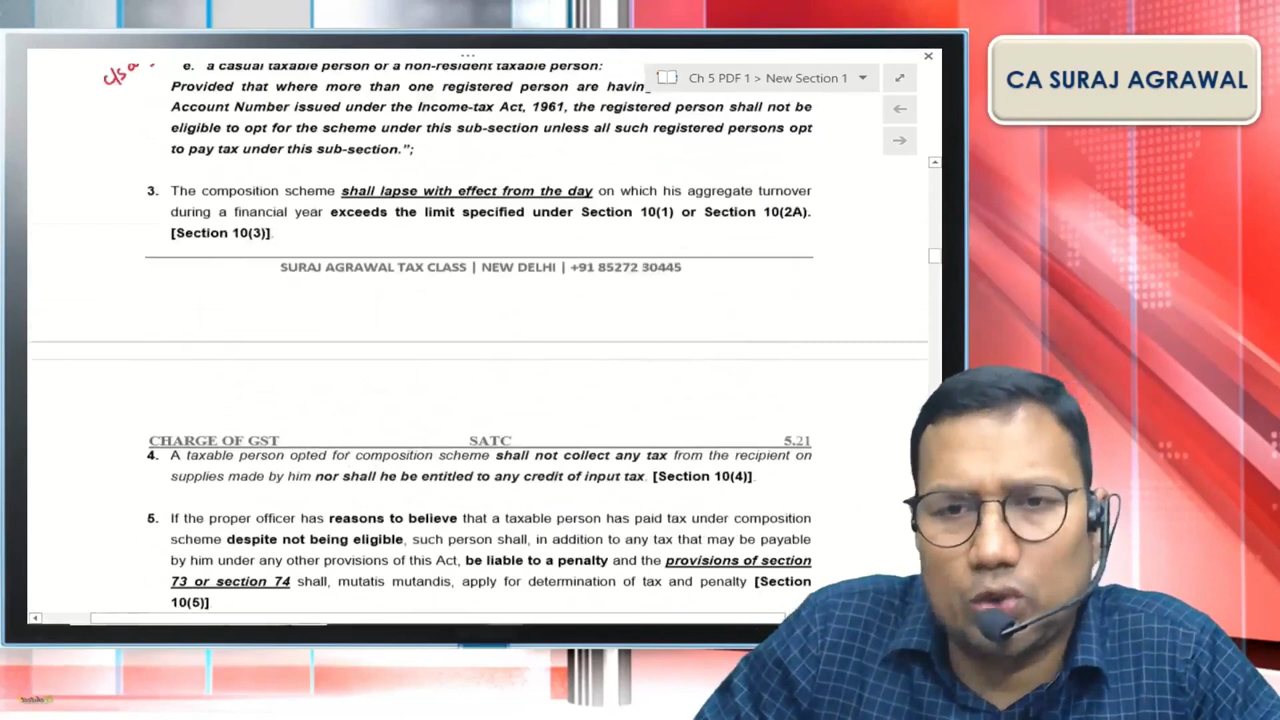 CA SURAJ AGRAWAL
Ch 5 PDF 1 > New Section 1
c/s
e. a casual taxable person or a non-resident taxable person:
Provided that where more than one registered person are
Account Number issued under the Income-tax Act, 1961, the registered person shall not be
eligible to opt for the scheme under this sub-section unless all such registered persons opt
to pay tax under this sub-section.”;
3. The composition scheme shall lapse with effect from the day on which his aggregate turnover
during a financial year exceeds the limit specified under Section 10(1) or Section 10(2A).
[Section 10(3)].
SURAJ AGRAWAL TAX CLASS | NEW DELHI | +91 85272 30445
CHARGE OF GST SATC 5.21
4. A taxable person opted for composition scheme shall not collect any tax from the recipient on
supplies made by him nor shall he be entitled to any credit of input tax. [Section 10(4)].
5. If the proper officer has reasons to believe that a taxable person has paid tax under composition
scheme despite not being eligible, such person shall, in addition to any tax that may be payable
by him under any other provisions of this Act, be liable to a penalty and the provisions of section
73 or section 74 shall, mutatis mutandis, apply for determination of tax and penalty [Section
10(5)]